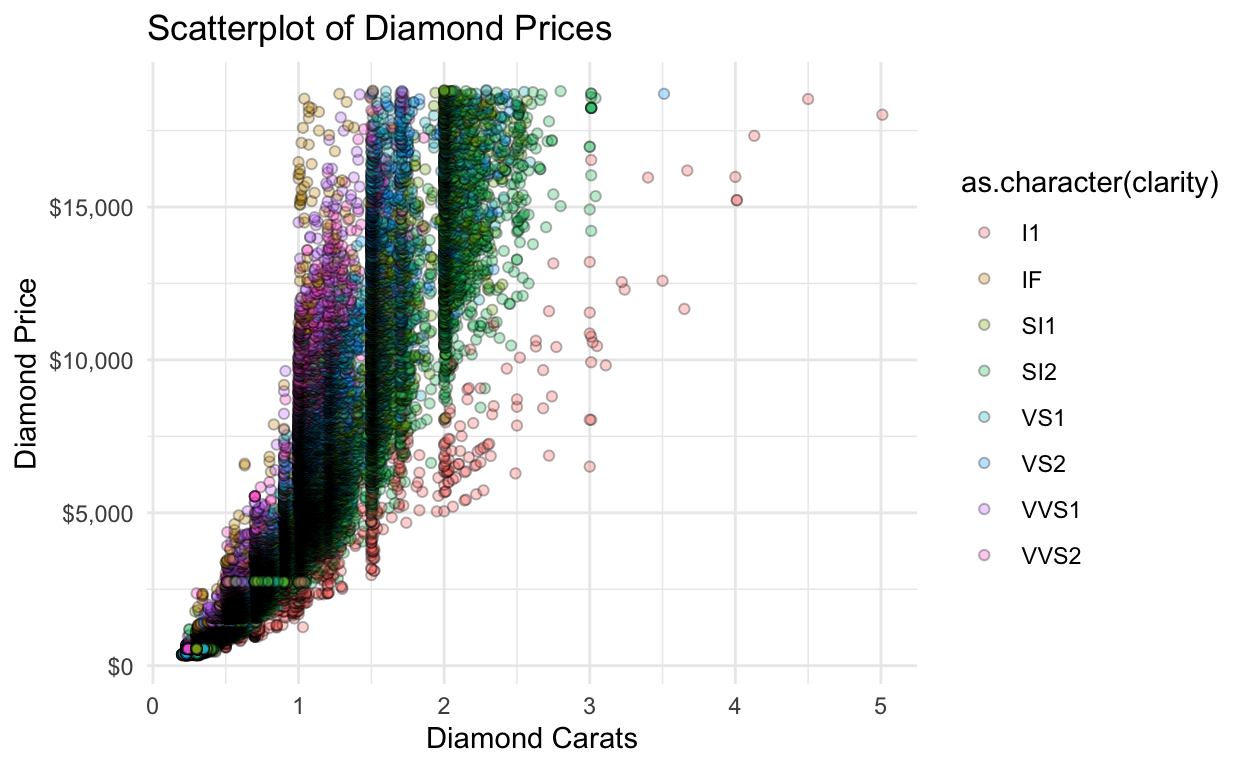 Scatterplot of Diamond Prices
Diamond Price
$15,000
$10,000
$5,000
$0
0 1 2 3 4 5
Diamond Carats
as.character(clarity)
I1
IF
SI1
SI2
VS1
VS2
VVS1
VVS2